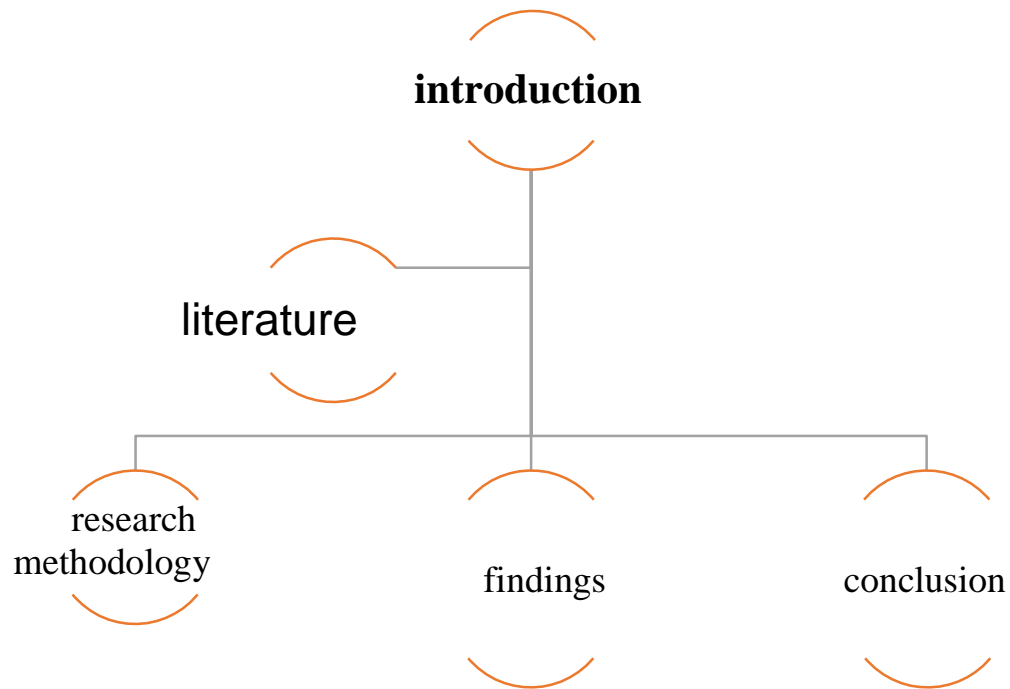 introduction
literature
research
methodology
findings
conclusion